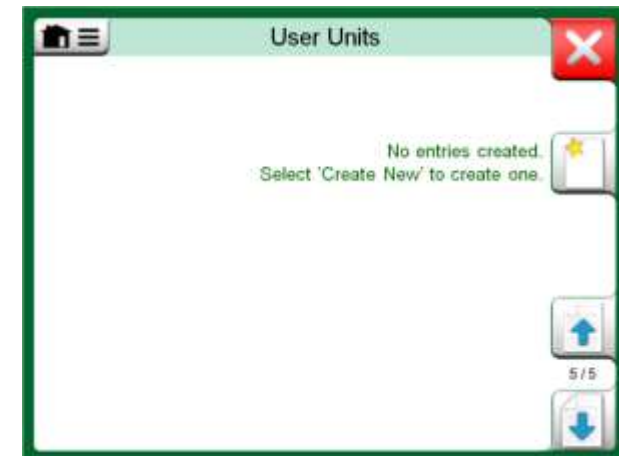 User Units
No entries created.
Select 'Create New' to create one.
5/5